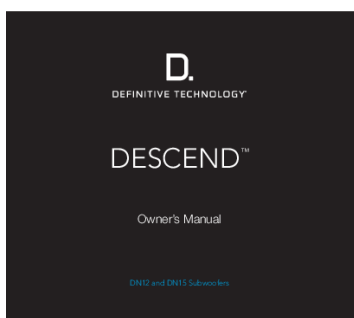 D.
DEFINITIVE TECHNOLOGY®
DESCEND™
Owner's Manual
DN12 and DN15 Subwoofers